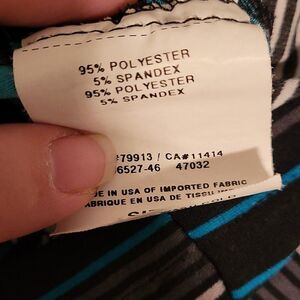 95% POLYESTER
5% SPANDEX
95% POLYESTER
5% SPANDEX
#79913 / CA#11414
6527-46 47032
DE IN USA OF IMPORTED FABRIC
ABRIQUE EN USA DE TISSU